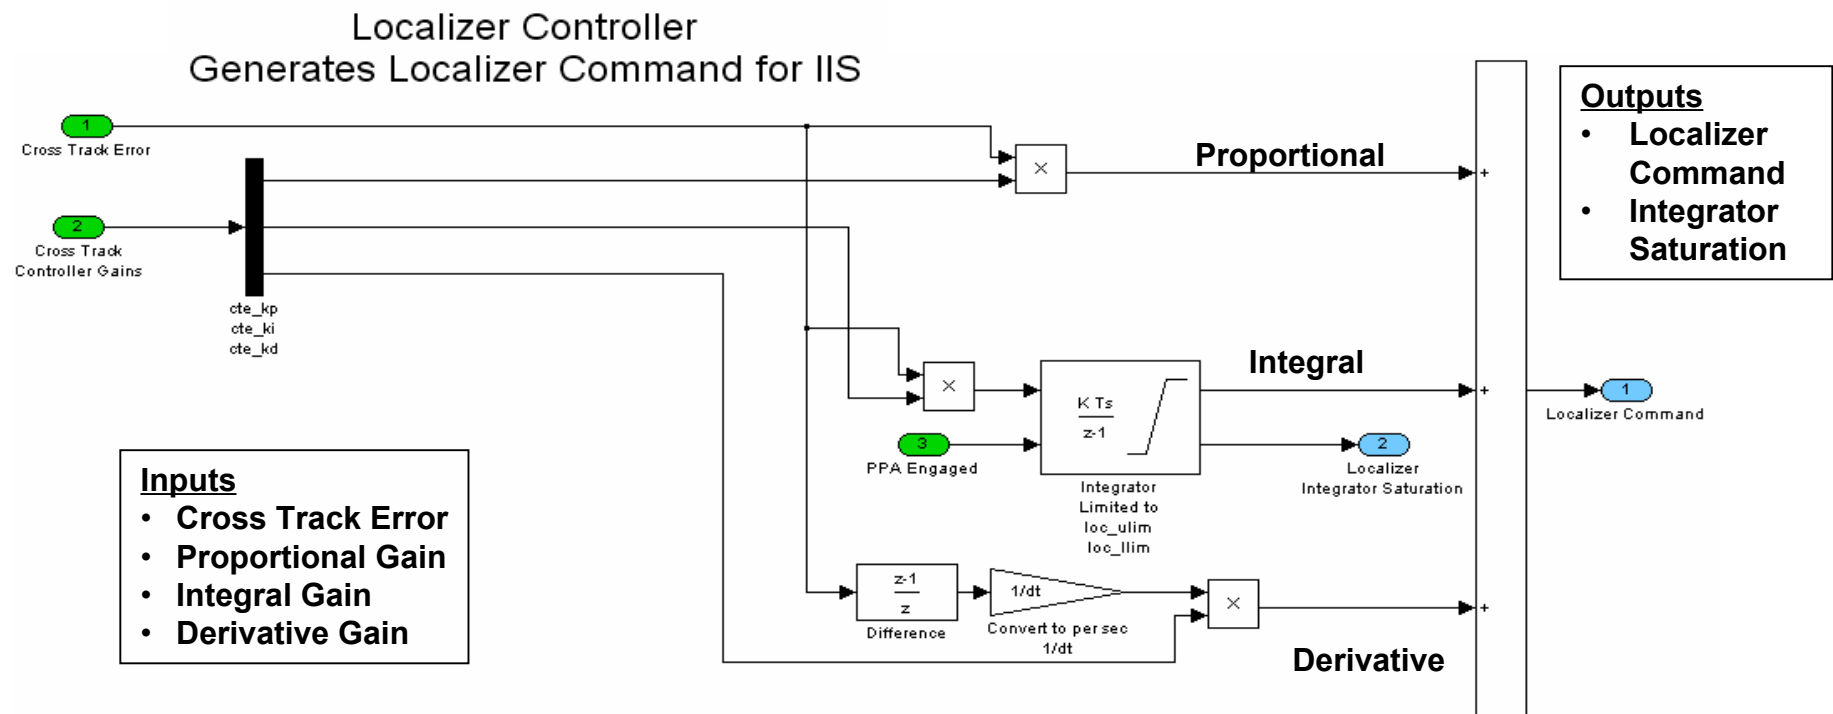 Localizer Controller
Generates Localizer Command for IIS
1
Cross Track Error
2
Cross Track
Controller Gains
cte_kp
cte_ki
cte_kd
×
Proportional
+
Outputs
• Localizer
Command
• Integrator
Saturation
×
K Ts
z-1
Integral
+
1
Localizer Command
3
PPA Engaged
Integrator
Limited to
loc_ulim
loc_llim
2
Localizer
Integrator Saturation
Inputs
• Cross Track Error
• Proportional Gain
• Integral Gain
• Derivative Gain
z-1
z
Difference
1/dt
Convert to per sec
1/dt
×
+
Derivative